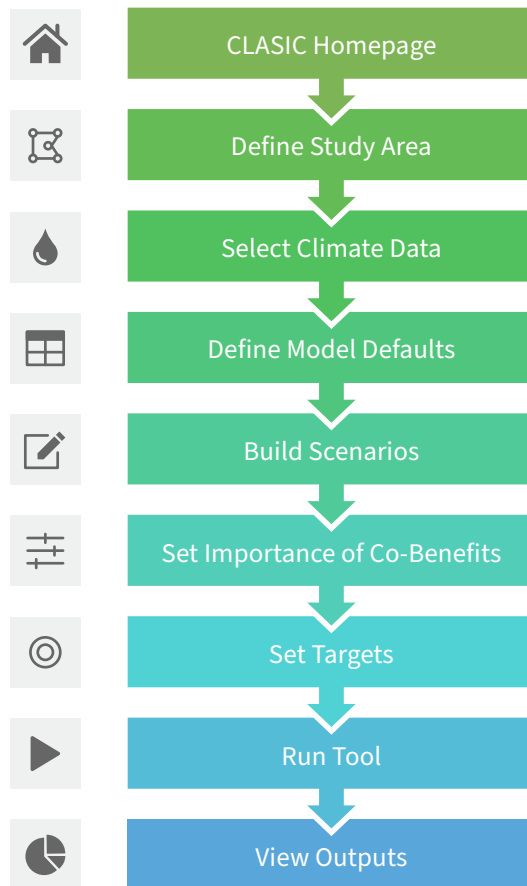 CLASIC Homepage
Define Study Area
Select Climate Data
Define Model Defaults
Build Scenarios
Set Importance of Co-Benefits
Set Targets
Run Tool
View Outputs